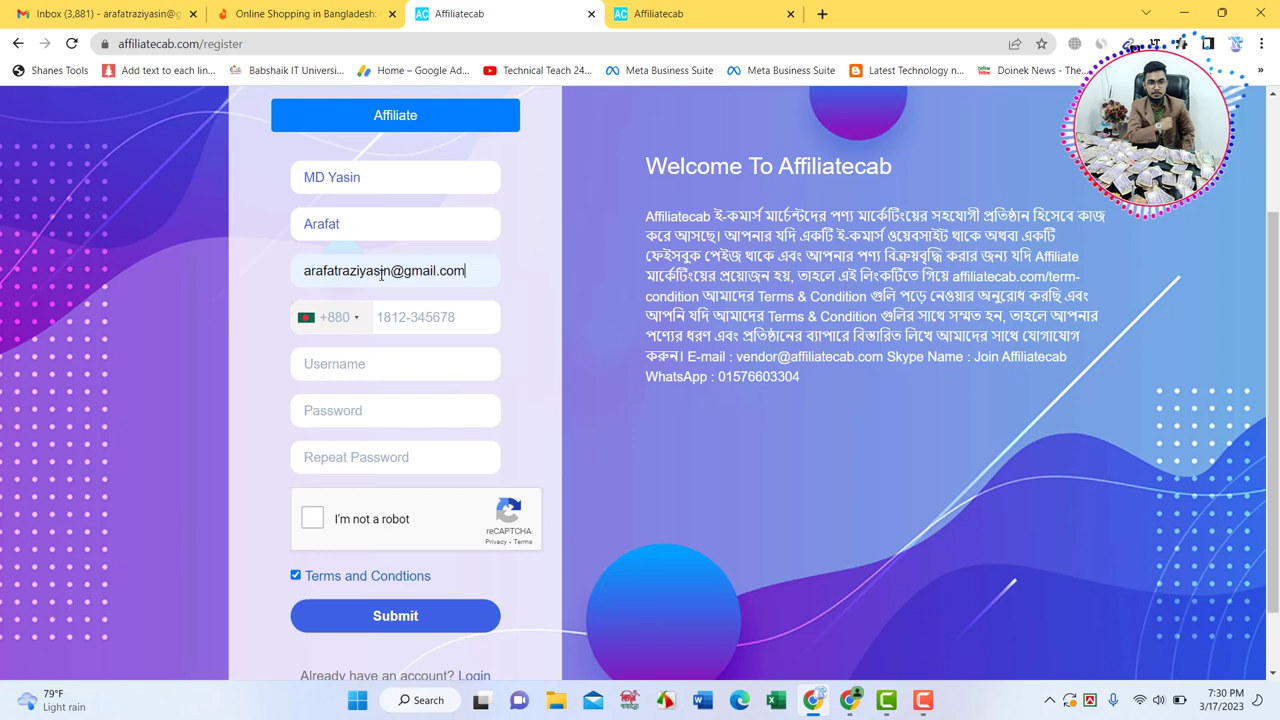 Inbox (3,881) - arafatraziyasin@g
Online Shopping in Bangladesh:
Affiliatecab
Affiliatecab
affiliatecab.com/register
Shanes Tools
Add text to each lin...
Babshaik IT Universi...
Home – Google Ad...
Technical Teach 24...
Meta Business Suite
Meta Business Suite
Latest Technology n...
Doinek News - The...
»
Affiliate
MD Yasin
Arafat
arafatraziyasin@gmail.com
+880 1812-345678
Username
Password
Repeat Password
I'm not a robot
reCAPTCHA
Privacy - Terms
Terms and Condtions
Submit
Already have an account? Login
Welcome To Affiliatecab
Affiliatecab ই-কমার্স মার্চেন্টদের পণ্য মার্কেটিংয়ের সহযোগী প্রতিষ্ঠান হিসেবে কাজ
করে আসছে। আপনার যদি একটি ই-কমার্স ওয়েবসাইট থাকে অথবা একটি
ফেইসবুক পেইজ থাকে এবং আপনার পণ্য বিক্রয়বৃদ্ধি করার জন্য যদি Affiliate
মার্কেটিংয়ের প্রয়োজন হয়, তাহলে এই লিংকটিতে গিয়ে affiliatecab.com/term-
condition আমাদের Terms & Condition গুলি পড়ে নেওয়ার অনুরোধ করছি এবং
আপনি যদি আমাদের Terms & Condition গুলির সাথে সম্মত হন, তাহলে আপনার
পণ্যের ধরণ এবং প্রতিষ্ঠানের ব্যাপারে বিস্তারিত লিখে আমাদের সাথে যোগাযোগ
করুন। E-mail : vendor@affiliatecab.com Skype Name : Join Affiliatecab
WhatsApp : 01576603304
79°F
Light rain
Search
7:30 PM
3/17/2023